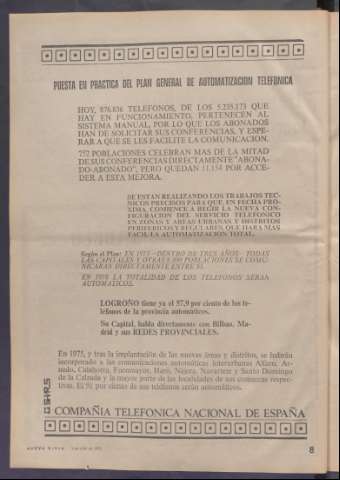 PUESTA EN PRACTICA DEL PLAN GENERAL DE AUTOMATIZACION TELEFONICA
HOY, 876.836 TELEFONOS, DE LOS 5.235.173 QUE
HAY EN FUNCIONAMIENTO, PERTENECEN AL
SISTEMA MANUAL, POR LO QUE LOS ABONADOS
HAN DE SOLICITAR SUS CONFERENCIAS, Y ESPE-
RAR A QUE SE LES FACILITE LA COMUNICACION.
772 POBLACIONES CELEBRAN MAS DE LA MITAD
DE SUS CONFERENCIAS DIRECTAMENTE "ABONA-
DO-ABONADO", PERO QUEDAN 11.154 POR ACCE-
DER A ESTA MEJORA.
DE ESTAN REALIZANDO LOS TRABAJOS TEC-
NICOS PRECISOS PARA QUE, EN FECHA PRO-
XIMA, COMIENCE A REGIR LA NUEVA CON-
FIGURACION DEL SERVICIO TELEFONICO
EN ZONAS Y AREAS URBANAS Y DISTRITOS
PERIFERICOS Y REGULARES, QUE HARA MAS
FACIL LA AUTOMATIZACION TOTAL.
Según el Plan: EN 1975 —DENTRO DE TRES AÑOS— TODAS
LAS CAPITALES Y OTRAS POBLACIONES SE COMU-
NICARAN DIRECTAMENTE ENTRE SI.
EN LA TOTALIDAD DE LOS TELEFONOS SERAN
AUTOMATICOS.
LOGROÑO tiene ya el 57,9 por ciento de los te-
léfonos de la provincia automáticos.
Su Capital, habla directamente con Bilbao, Ma-
drid y sus REDES PROVINCIALES.
En 1975, y tras la implantación de las nuevas áreas y distritos, se habrán
incorporado a las comunicaciones automáticas interurbanas Alfaro, Ar-
nedo, Calahorra, Fuenmayor, Haro, Nájera, Navarrete y Santo Domingo
de la Calzada y la mayor parte de las localidades de sus comarcas respec-
tivas. El 91 por ciento de sus teléfonos serán automáticos.
COMPAÑIA TELEFONICA NACIONAL DE ESPAÑA
NUEVA RIOJA
8